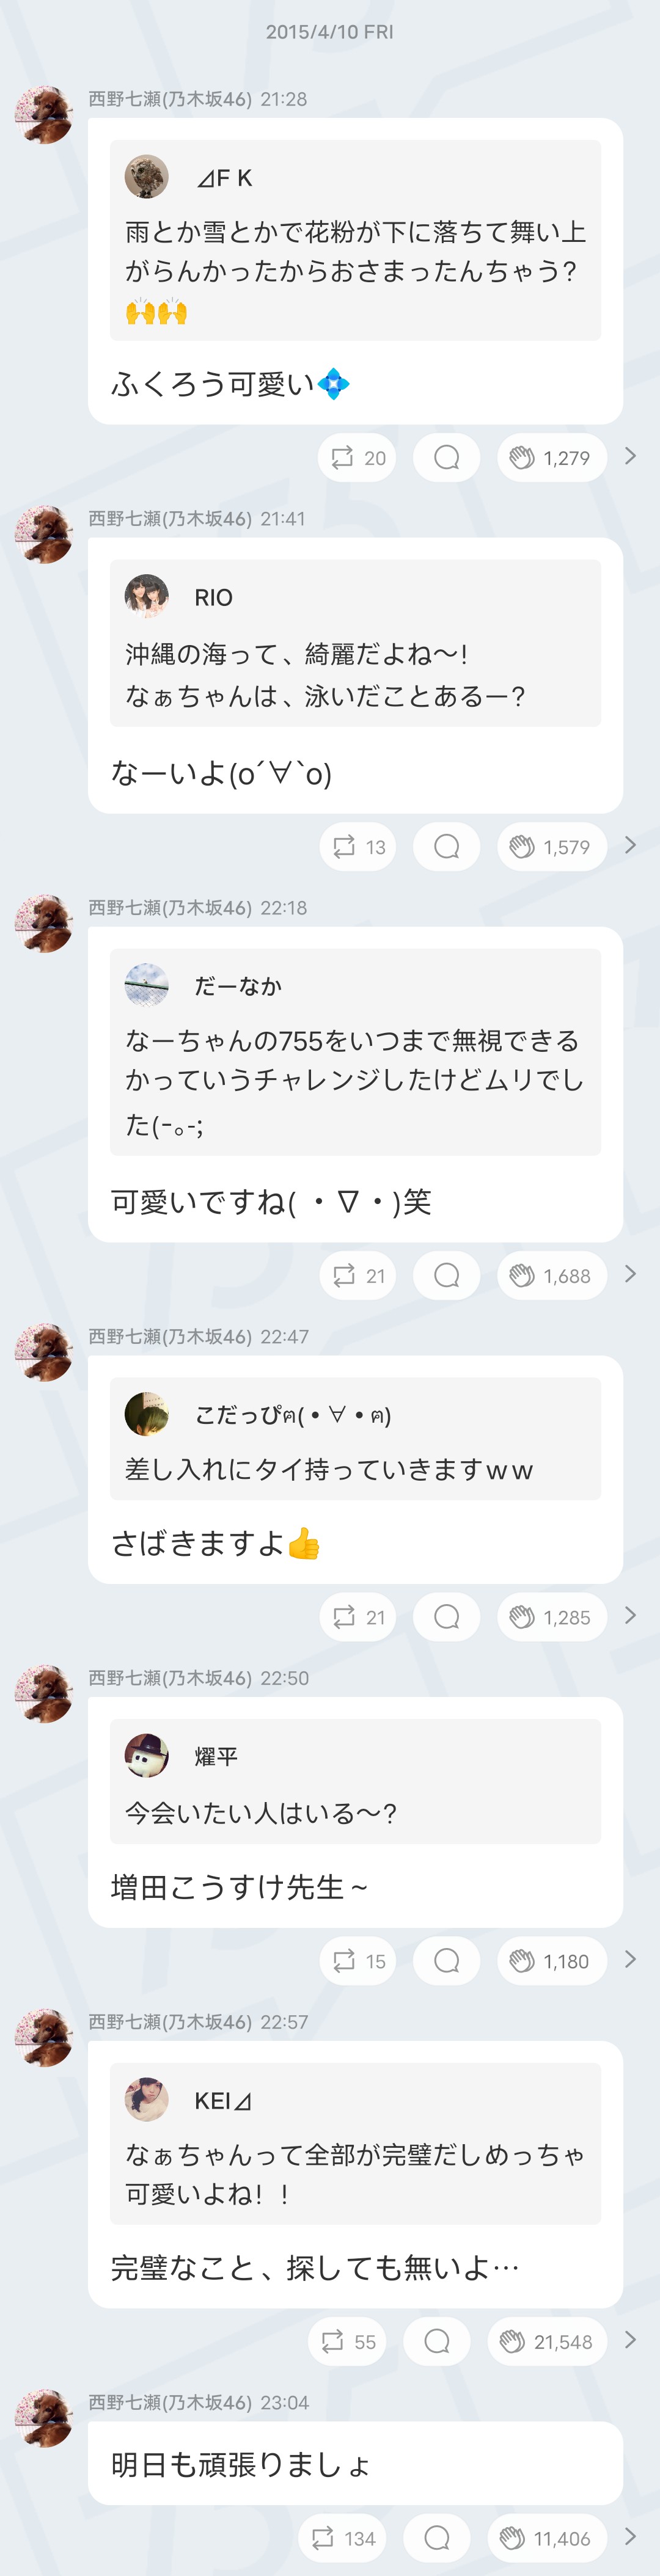 2015/4/10 FRI
西野七瀬(乃木坂46) 21:28
⊿F K
雨とか雪とかで花粉が下に落ちて舞い上
がらんかったからおさまったんちゃう?
🙌🙌
ふくろう可愛い💠
20 1,279
西野七瀬(乃木坂46) 21:41
RIO
沖縄の海って、綺麗だよね〜!
なぁちゃんは、泳いだことあるー?
なーいよ(o´∀`o)
13 1,579
西野七瀬(乃木坂46) 22:18
だーなか
なーちゃんの755をいつまで無視できる
かっていうチャレンジしたけどムリでし
た(-｡-;
可愛いですね( ・∇・)笑
21 1,688
西野七瀬(乃木坂46) 22:47
こだっぴฅ(•∀•ฅ)
差し入れにタイ持っていきますｗｗ
さばきますよ👍
21 1,285
西野七瀬(乃木坂46) 22:50
燿平
今会いたい人はいる〜?
増田こうすけ先生~
15 1,180
西野七瀬(乃木坂46) 22:57
KEI⊿
なぁちゃんって全部が完璧だしめっちゃ
可愛いよね！！
完璧なこと、探しても無いよ…
55 21,548
西野七瀬(乃木坂46) 23:04
明日も頑張りましょ
134 11,406